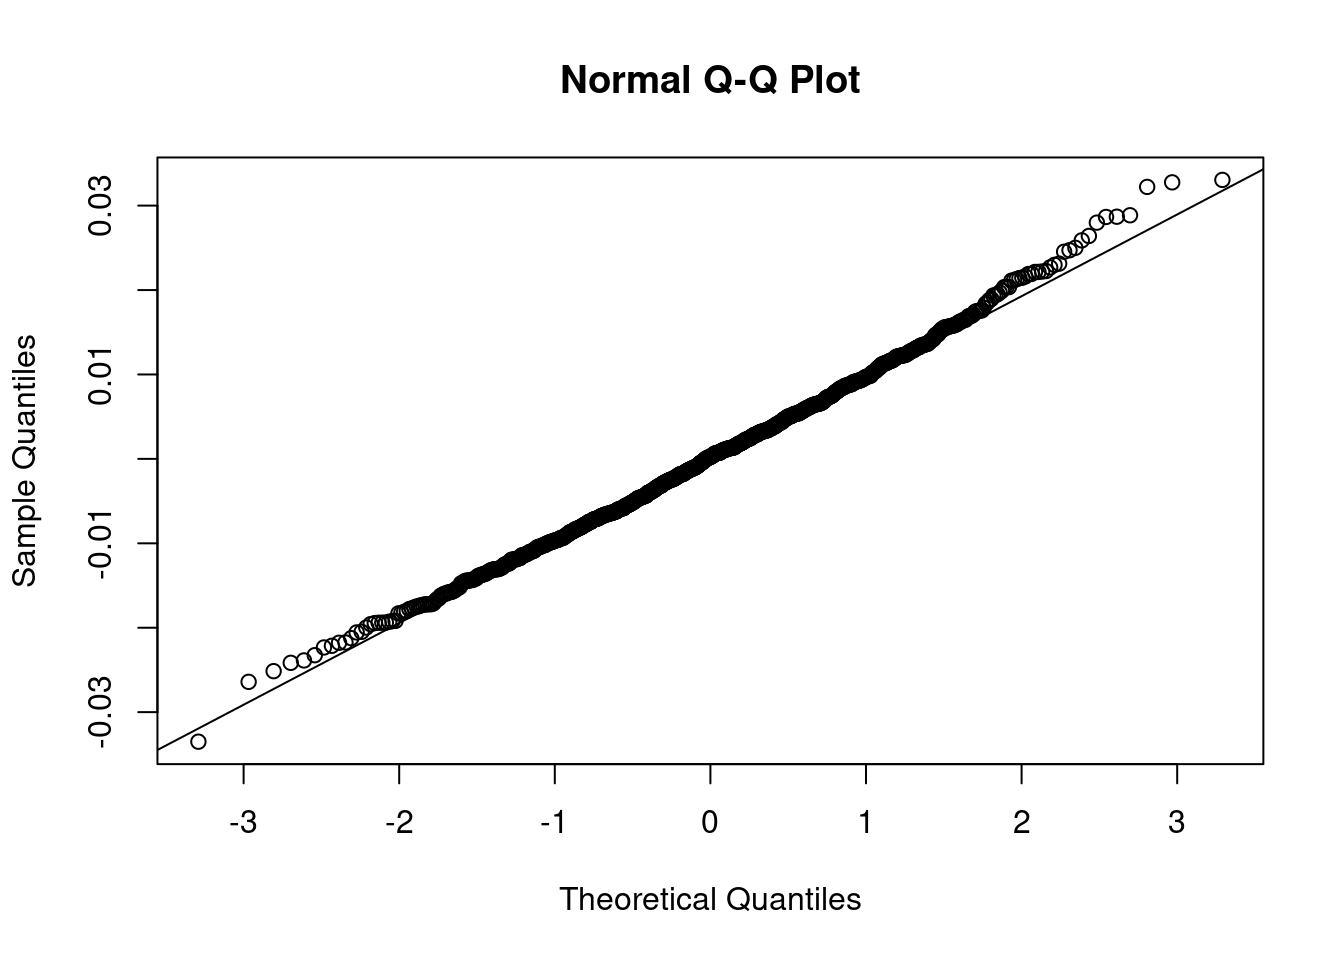 Normal Q-Q Plot
Sample Quantiles
0.03
0.01
-0.01
-0.03
-3 -2 -1 0 1 2 3
Theoretical Quantiles